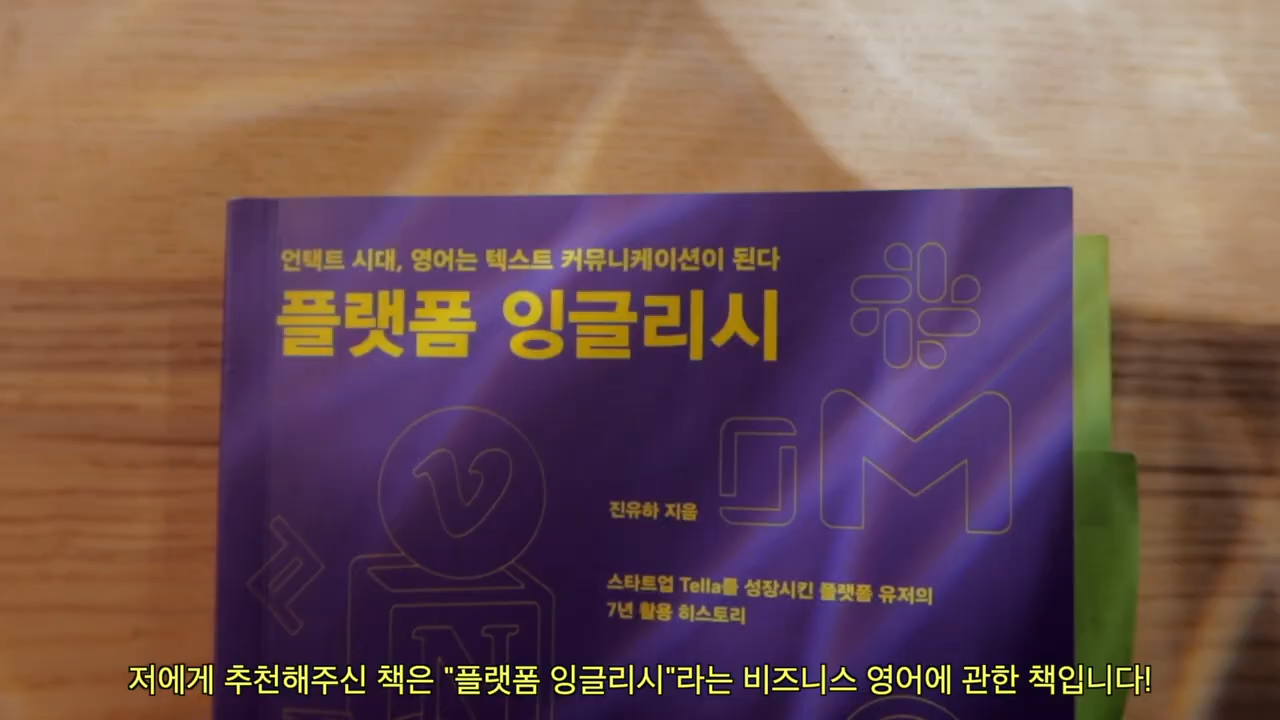 언택트 시대, 영어는 텍스트 커뮤니케이션이 된다
플랫폼 잉글리시
M
V
진유하 지음
스타트업 Tella를 성장시킨 플랫폼 유저의
7년 활용 히스토리
N
저에게 추천해주신 책은 "플랫폼 잉글리시"라는 비즈니스 영어에 관한 책입니다!